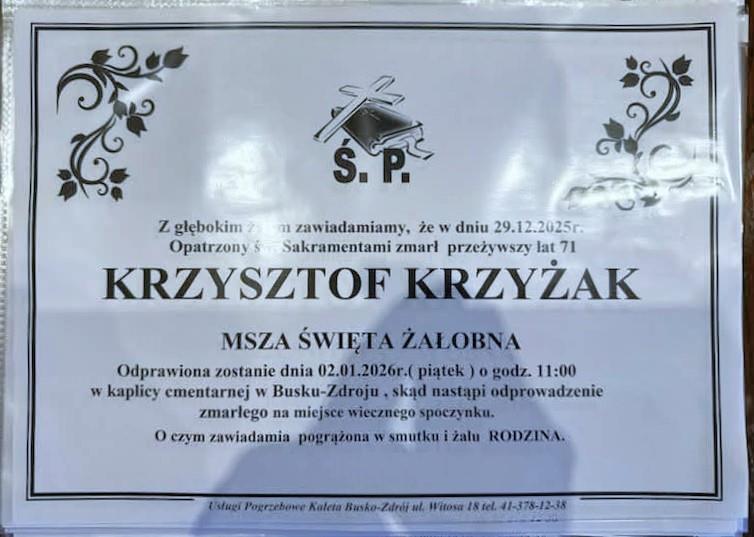 Ś. P.
Z głębokim zawiadamiamy, że w dniu 29.12.2025r.
Opatrzony Sakramentami zmarł przeżywszy lat 71
KRZYSZTOF KRZYŻAK
MSZA ŚWIĘTA ŻAŁOBNA
Odprawiona zostanie dnia 02.01.2026r.( piątek ) o godz. 11:00
w kaplicy cmentarnej w Busku-Zdroju , skąd nastąpi odprowadzenie
zmarłego na miejsce wiecznego spoczynku.
O czym zawiadamia pogrążona w smutku i żalu RODZINA.
Usługi Pogrzebowe Kaleta Busko-Zdrój ul. Witosa 18 tel. 41-378-12-38